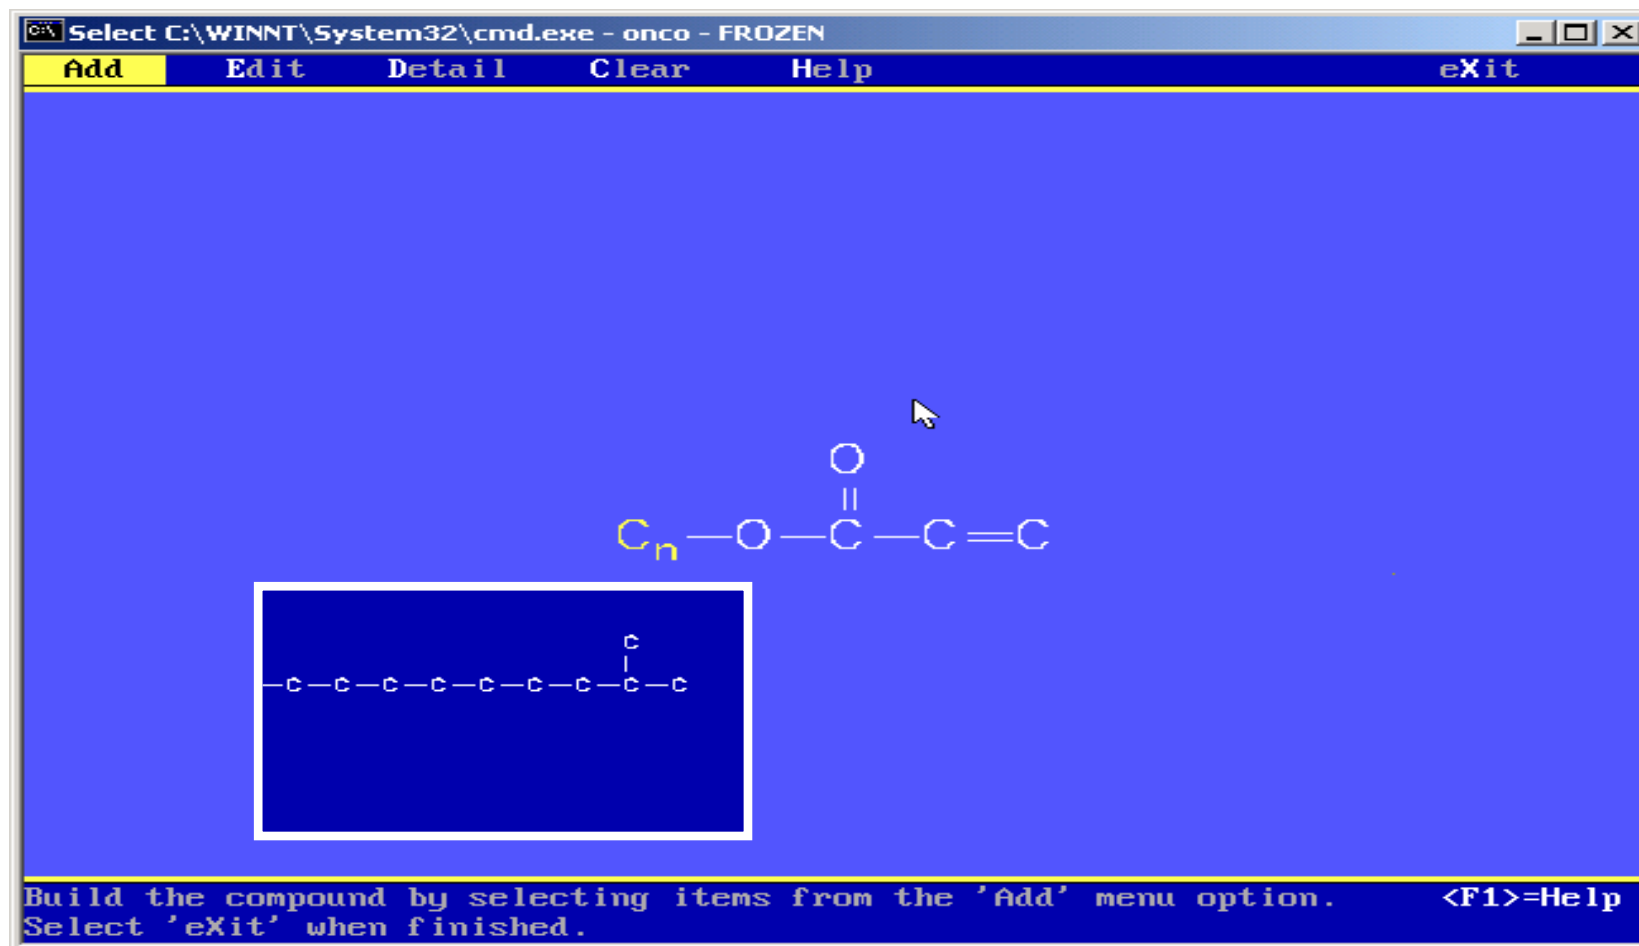 Select C:\WINNT\System32\cmd.exe - onco - FROZEN
Add Edit Detail Clear Help eXit
O
||
Cn—O—C—C=C
C
|
—C—C—C—C—C—C—C—C—C
Build the compound by selecting items from the 'Add' menu option. <F1>=Help
Select 'eXit' when finished.